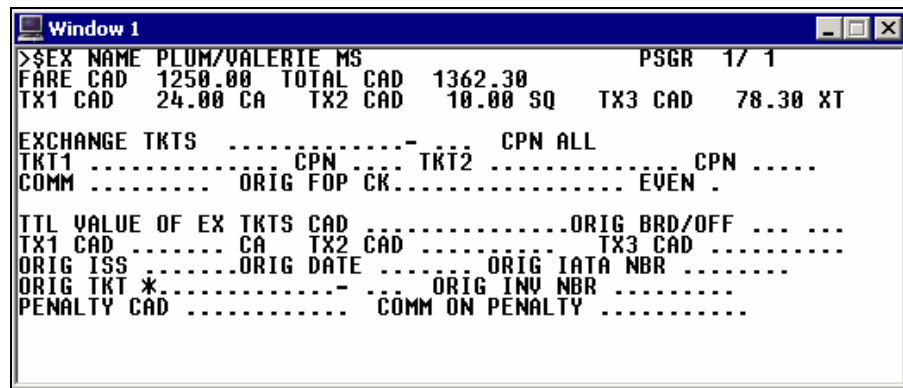 Window 1
>$EX NAME PLUM/VALERIE MS PSGR 1/ 1
FARE CAD 1250.00 TOTAL CAD 1362.30
TX1 CAD 24.00 CA TX2 CAD 10.00 SQ TX3 CAD 78.30 XT
EXCHANGE TKTS ..............- ... CPN ALL
TKT1 ............... CPN .... TKT2 ............... CPN .....
COMM ......... ORIG FOP CK.................. EVEN .
TTL VALUE OF EX TKTS CAD ................ORIG BRD/OFF ... ...
TX1 CAD ....... CA TX2 CAD .......... TX3 CAD ..........
ORIG ISS .......ORIG DATE ....... ORIG IATA NBR ........
ORIG TKT *..............- ... ORIG INV NBR .........
PENALTY CAD ............ COMM ON PENALTY ...........